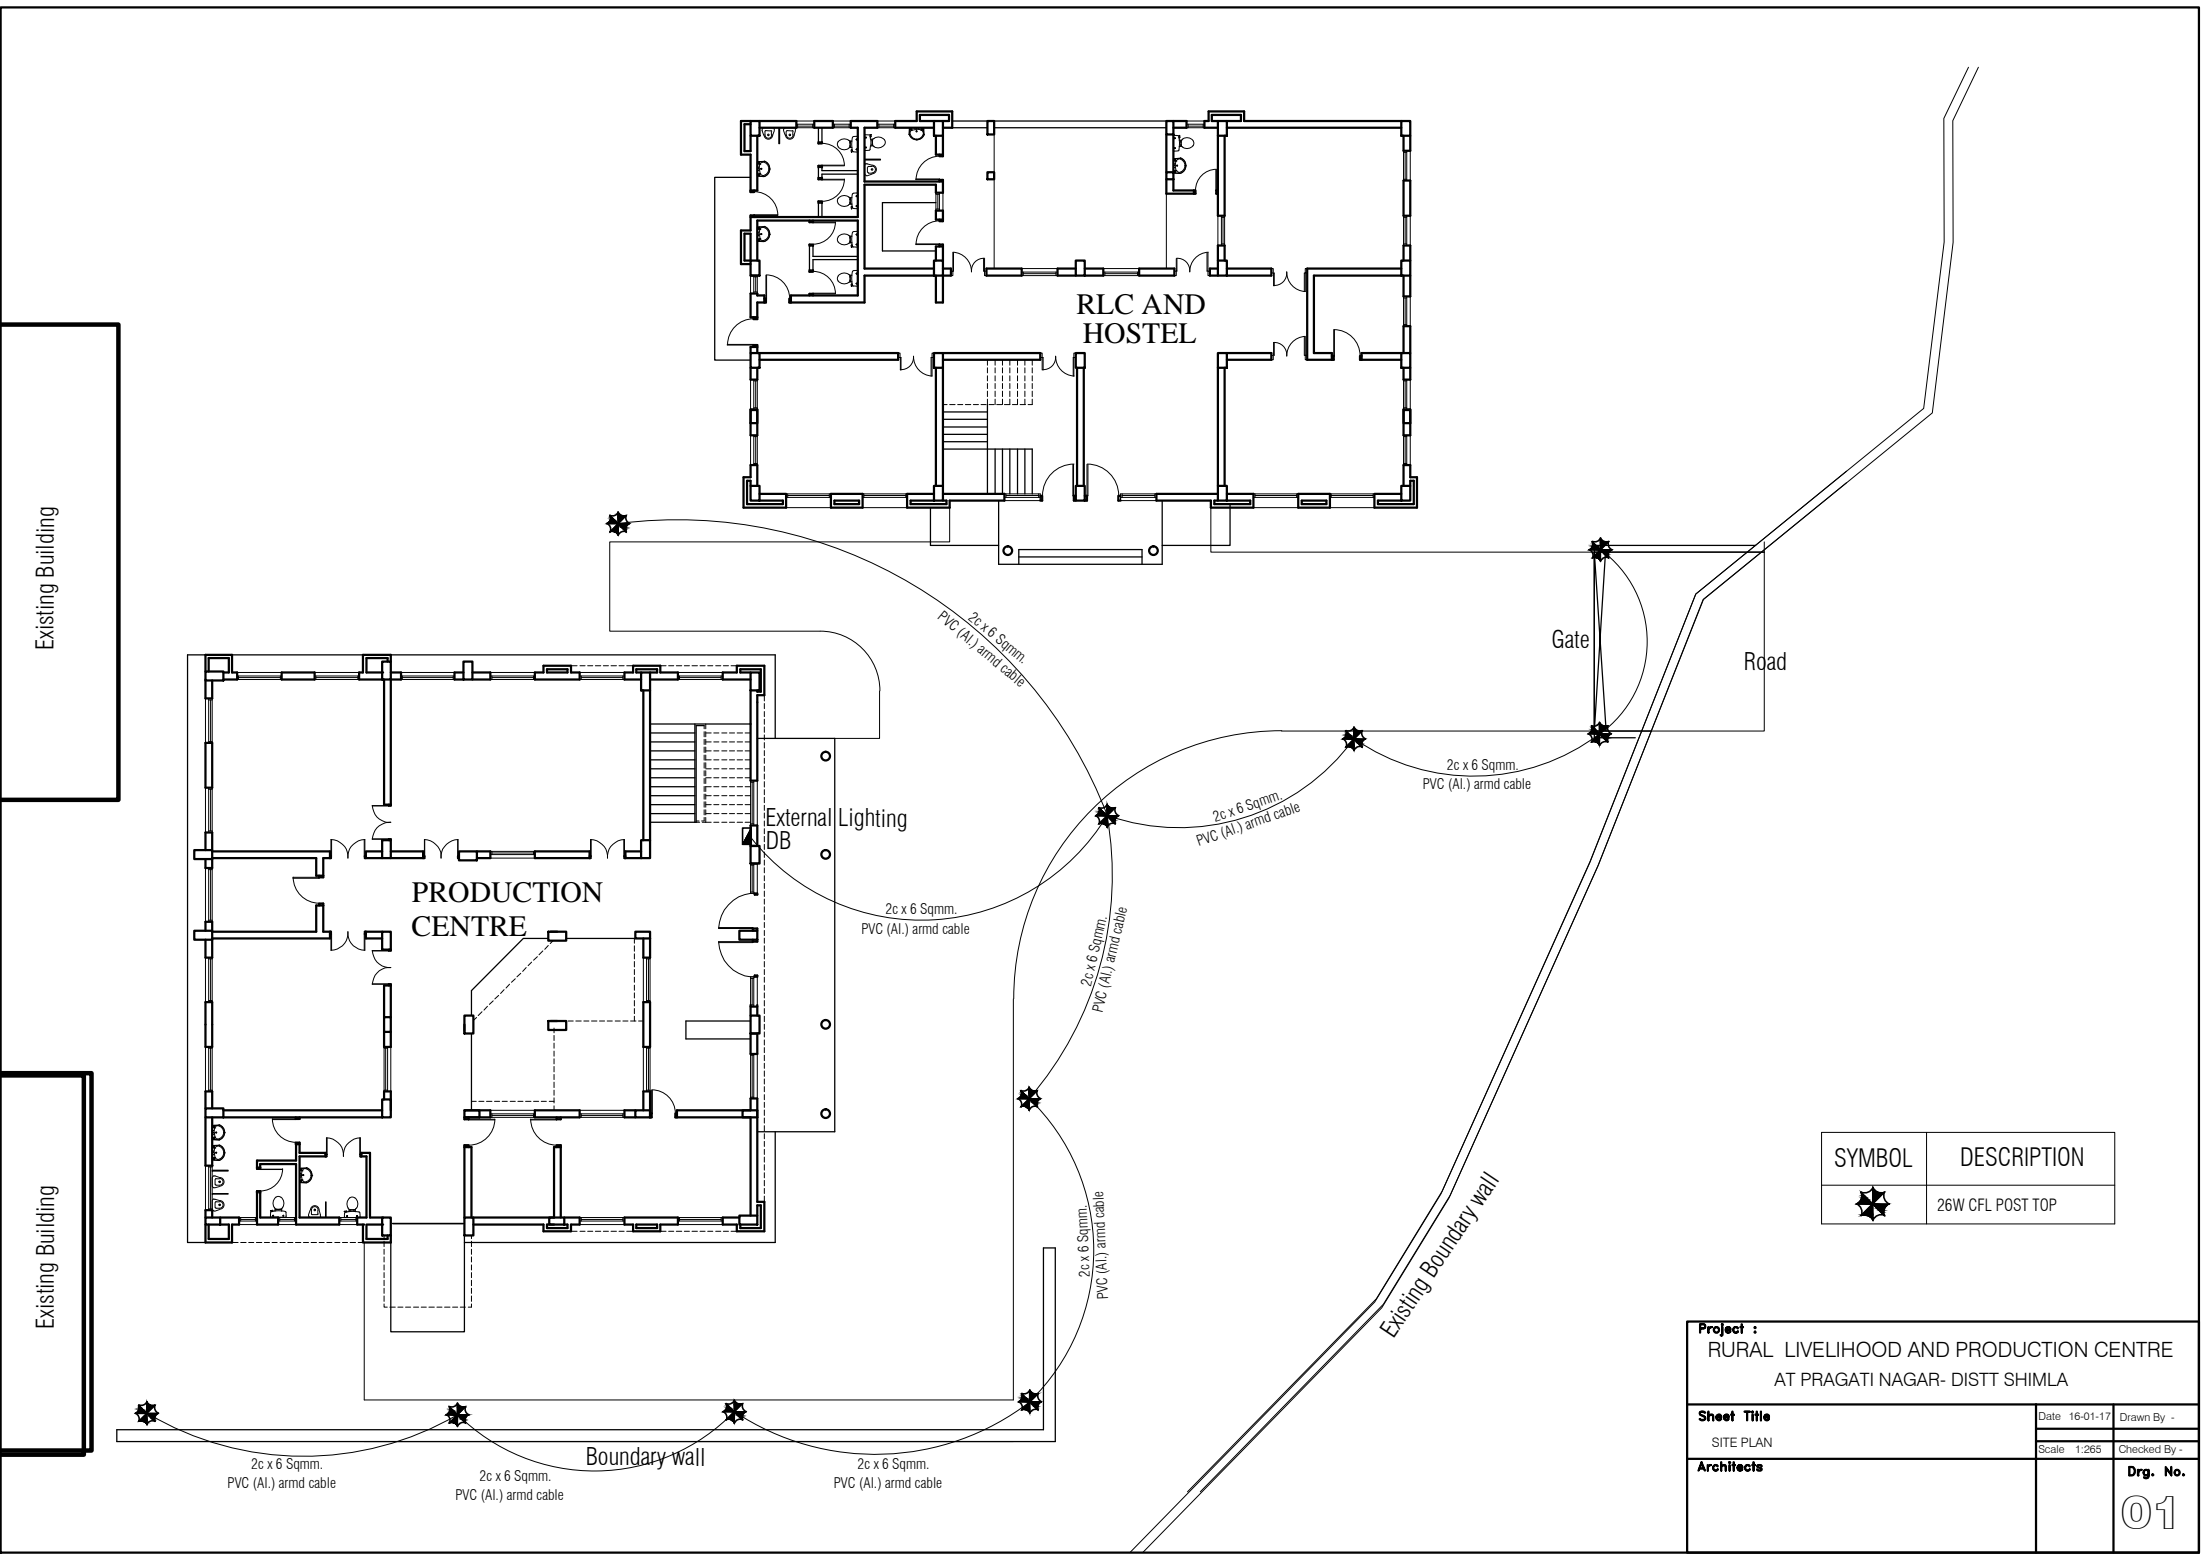 RLC AND
HOSTEL
Existing Building
2c x 6 Sqmm.
PVC (Al.) armd cable
Gate
Road
2c x 6 Sqmm.
PVC (Al.) armd cable
2c x 6 Sqmm.
PVC (Al.) armd cable
External Lighting
DB
PRODUCTION
CENTRE
2c x 6 Sqmm.
PVC (Al.) armd cable
2c x 6 Sqmm.
PVC (Al.) armd cable
SYMBOL
DESCRIPTION
26W CFL POST TOP
2c x 6 Sqmm.
PVC (Al.) armd cable
Existing Boundary wall
Existing Building
Boundary wall
2c x 6 Sqmm.
PVC (Al.) armd cable
2c x 6 Sqmm.
PVC (Al.) armd cable
2c x 6 Sqmm.
PVC (Al.) armd cable
Project :
RURAL LIVELIHOOD AND PRODUCTION CENTRE
AT PRAGATI NAGAR- DISTT SHIMLA
Sheet Title
SITE PLAN
Date 16-01-17
Drawn By -
Scale 1:265
Checked By -
Architects
Drg. No.
01